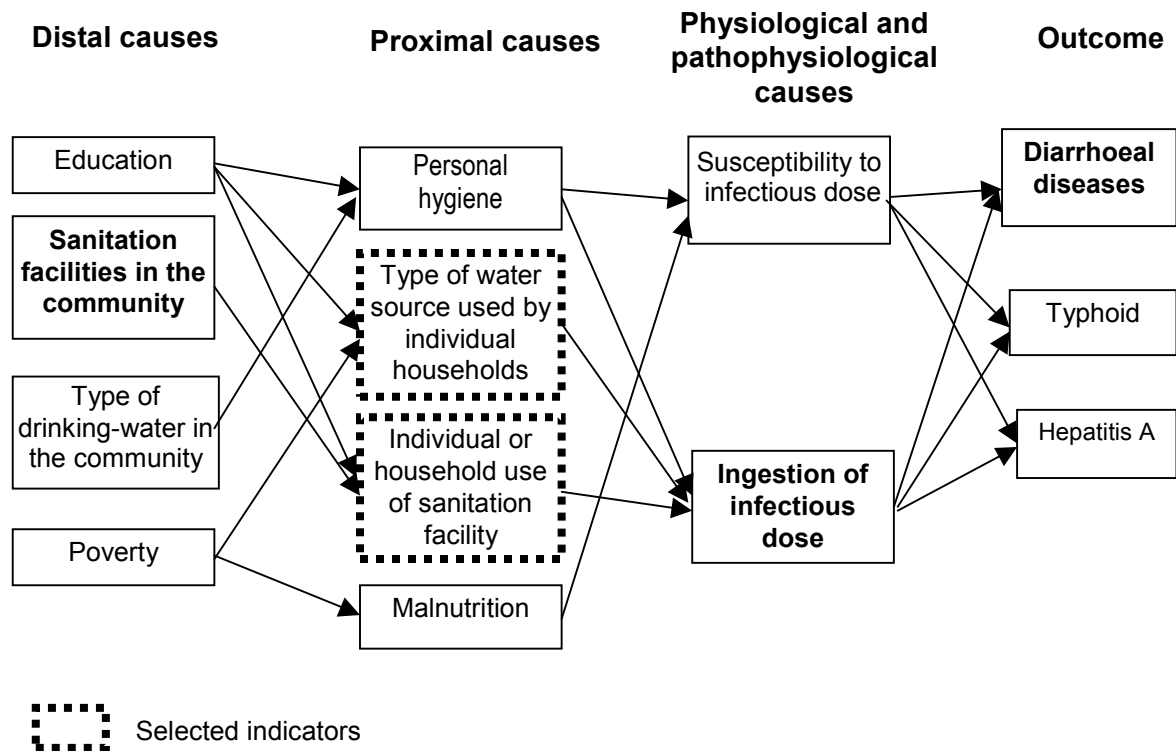 Distal causes
Proximal causes
Physiological and
pathophysiological
causes
Outcome
Education
Sanitation
facilities in the
community
Type of
drinking-water in
the community
Poverty
Personal
hygiene
Type of water
source used by
individual
households
Individual or
household use
of sanitation
facility
Malnutrition
Susceptibility to
infectious dose
Ingestion of
infectious
dose
Diarrhoeal
diseases
Typhoid
Hepatitis A
Selected indicators